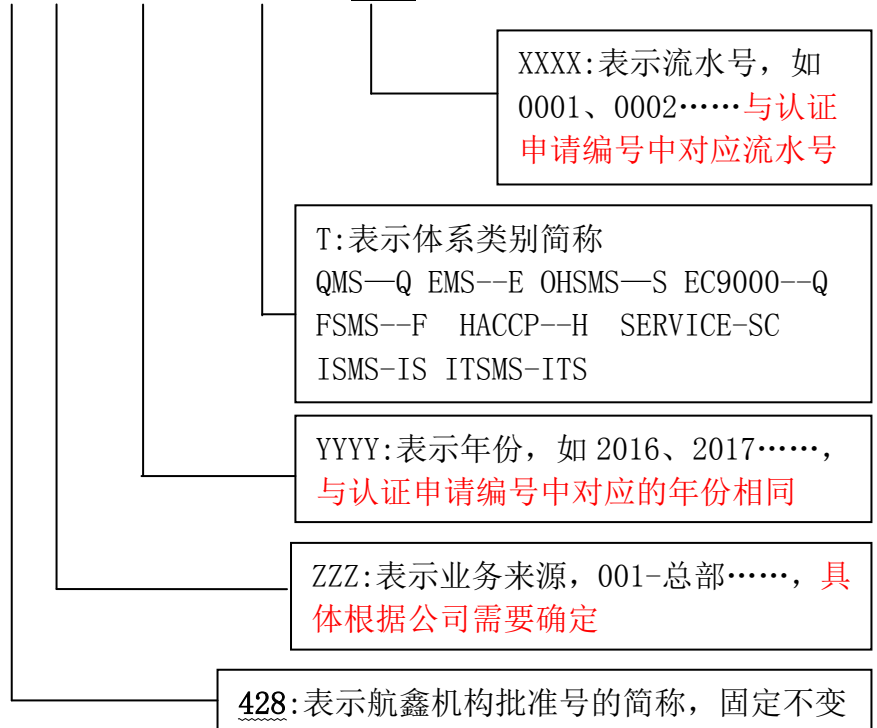 XXXX:表示流水号，如
0001、0002……与认证
申请编号中对应流水号
T:表示体系类别简称
QMS—Q EMS--E OHSMS—S EC9000--Q
FSMS--F HACCP--H SERVICE-SC
ISMS-IS ITSMS-ITS
YYYY:表示年份，如 2016、2017……，
与认证申请编号中对应的年份相同
ZZZ:表示业务来源，001-总部……，具
体根据公司需要确定
428:表示航鑫机构批准号的简称，固定不变